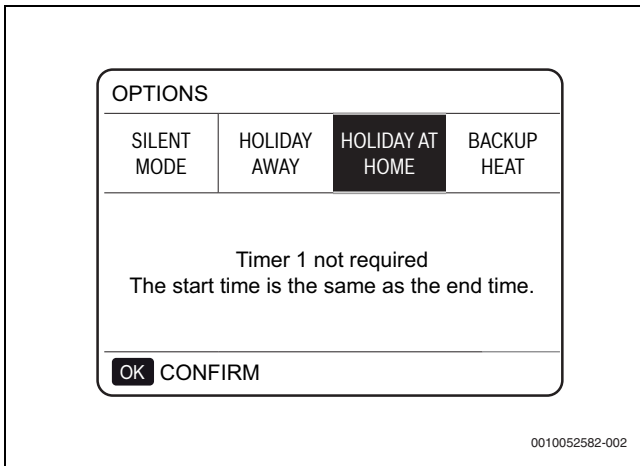 OPTIONS
SILENT MODE
HOLIDAY AWAY
HOLIDAY AT HOME
BACKUP HEAT
Timer 1 not required
The start time is the same as the end time.
OK CONFIRM
0010052582-002